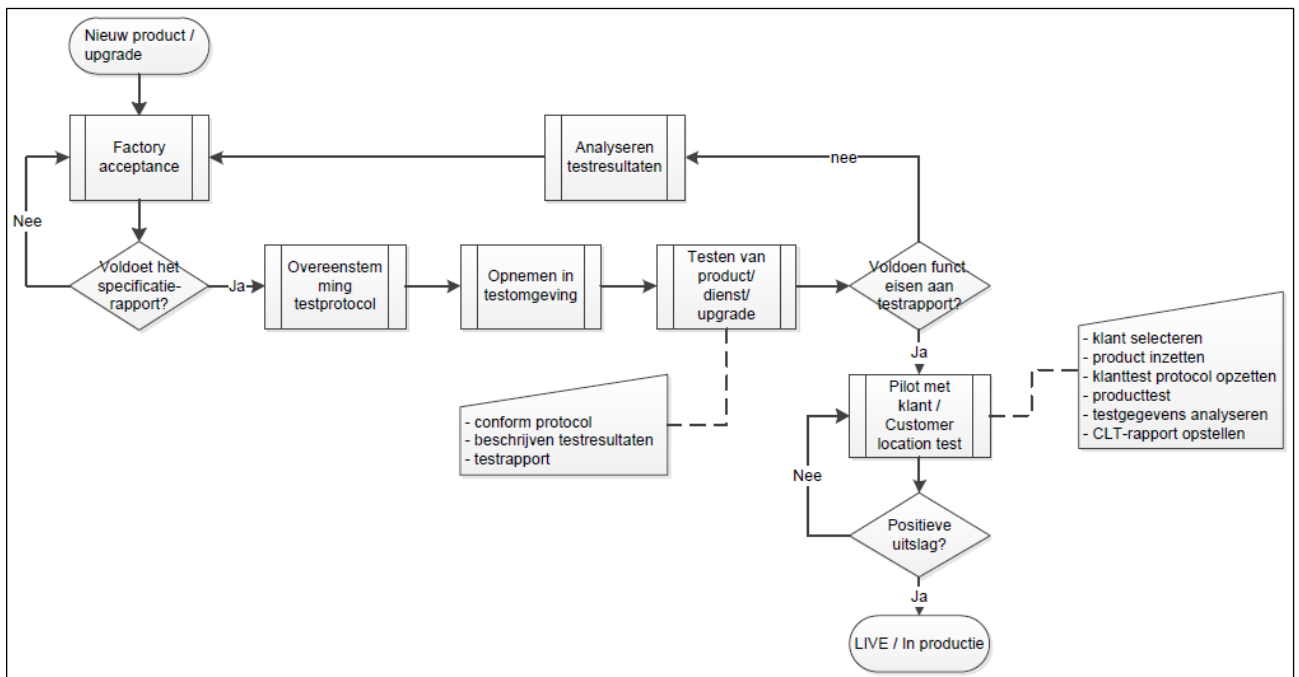 Nieuw product /
upgrade
Factory
acceptance
Analyseren
testresultaten
nee
Nee
Voldoet het
specificatie-
rapport?
Ja
Overeenstem
ming
testprotocol
Opnemen in
testomgeving
Testen van
product/
dienst/
upgrade
Voldoen funct.
eisen aan
testrapport?
Ja
- klant selecteren
- product inzetten
- klanttest protocol opzetten
- producttest
- testgegevens analyseren
- CLT-rapport opstellen
Pilot met
klant /
Customer
location test
- conform protocol
- beschrijven testresultaten
- testrapport
Nee
Positieve
uitslag?
Ja
LIVE / In productie